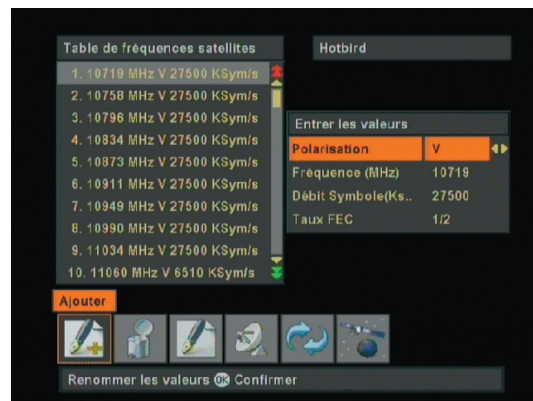 Table de fréquences satellites
Hotbird
1. 10719 MHz V 27500 KSym/s
2. 10758 MHz V 27500 KSym/s
3. 10796 MHz V 27500 KSym/s
4. 10834 MHz V 27500 KSym/s
5. 10873 MHz V 27500 KSym/s
6. 10911 MHz V 27500 KSym/s
7. 10949 MHz V 27500 KSym/s
8. 10990 MHz V 27500 KSym/s
9. 11034 MHz V 27500 KSym/s
10. 11060 MHz V 6510 KSym/s
Entrer les valeurs
Polarisation V
Fréquence (MHz) 10719
Débit Symbole(Ks.. 27500
Taux FEC 1/2
Ajouter
Renommer les valeurs OK Confirmer